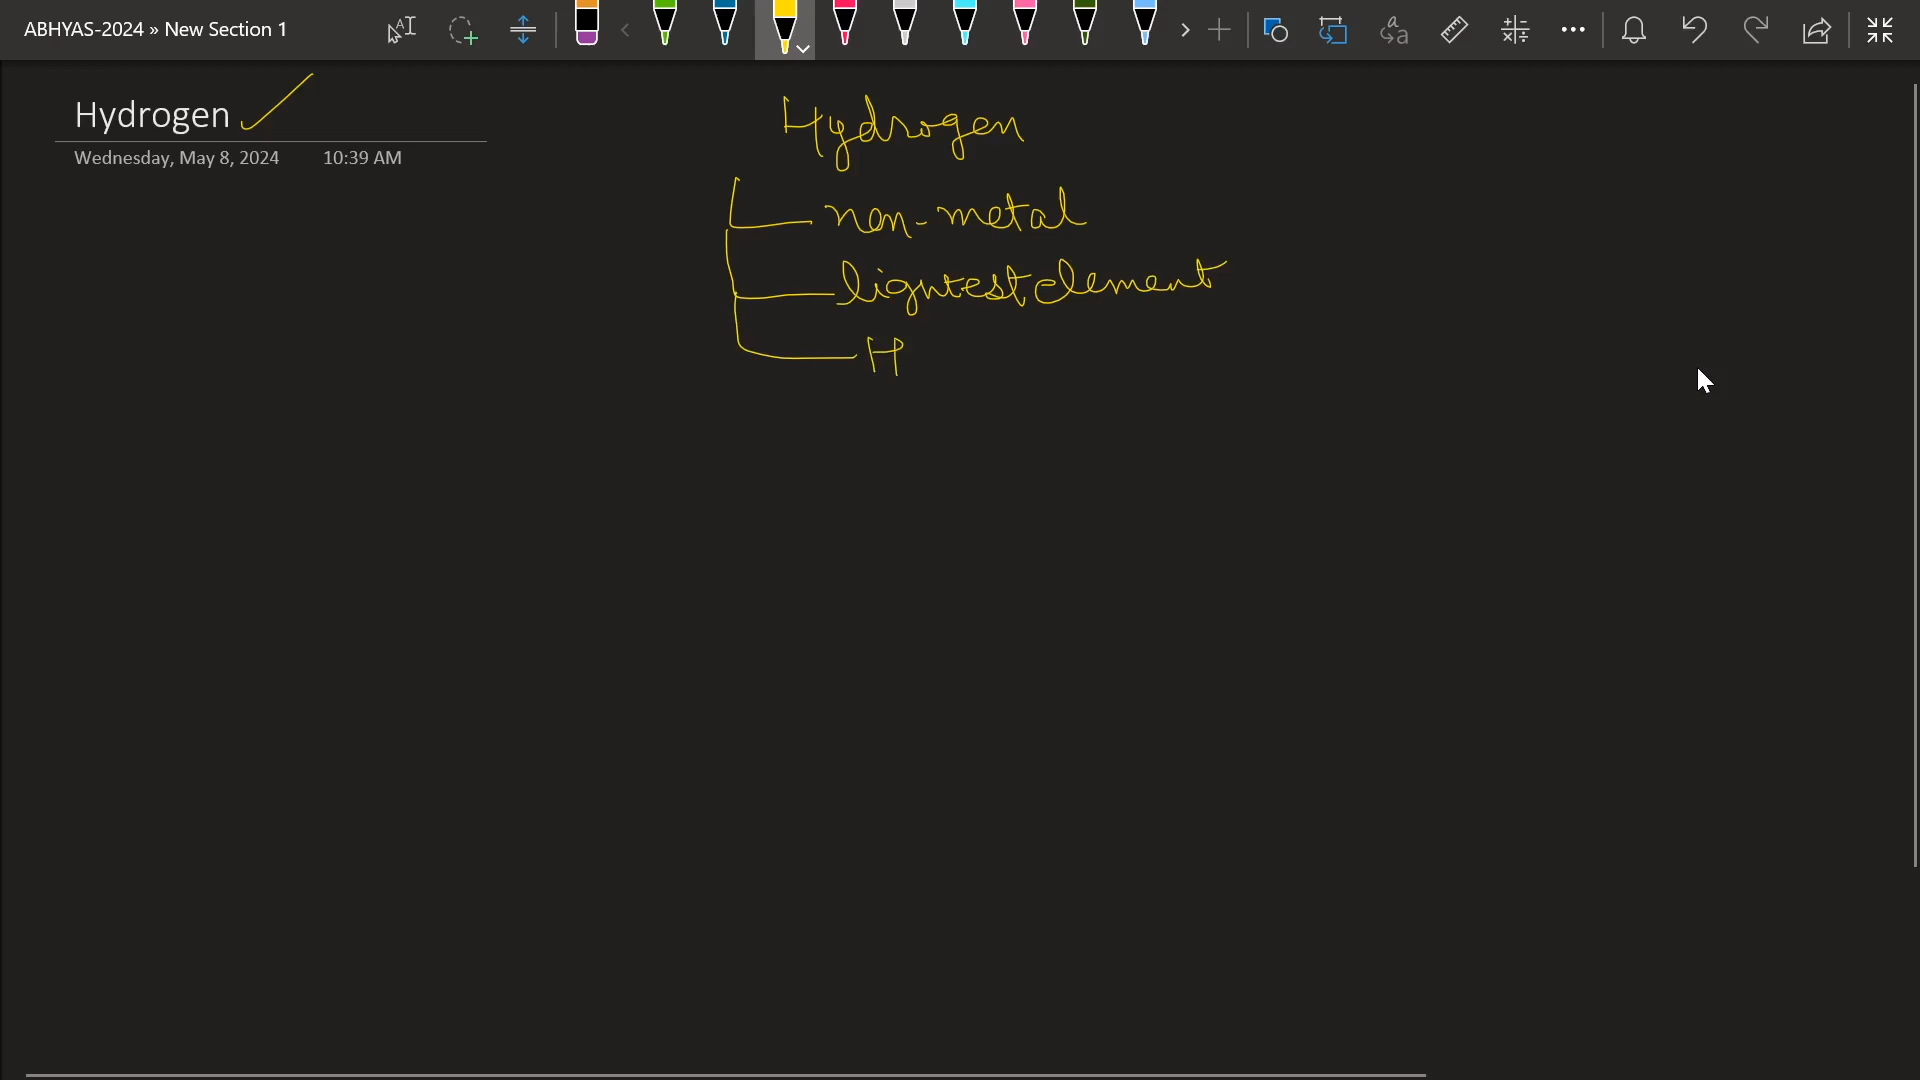 ABHYAS-2024 » New Section 1
Hydrogen
Wednesday, May 8, 2024 10:39 AM
Hydrogen
non-metal
lightest element
H